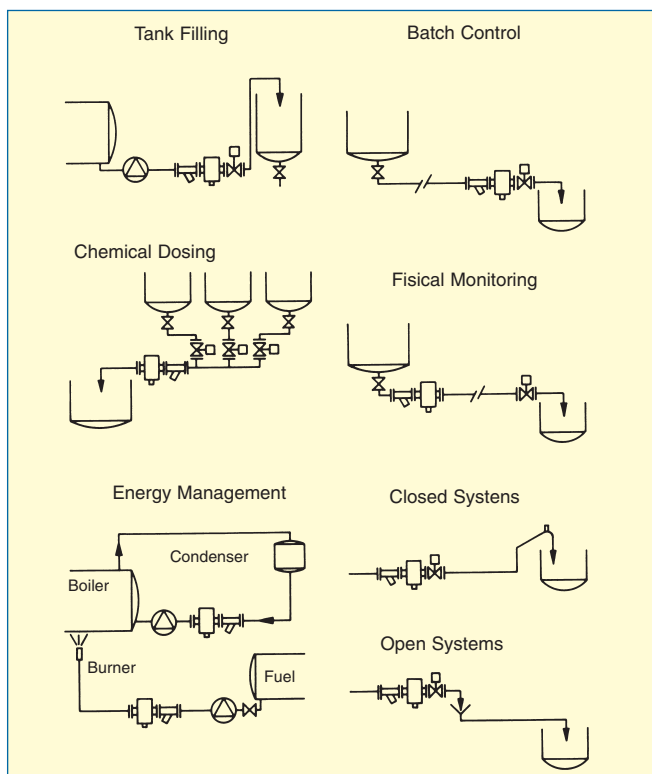 Tank Filling
Batch Control
Chemical Dosing
Fisical Monitoring
Energy Management
Condenser
Boiler
Burner
Fuel
Closed Systens
Open Systems